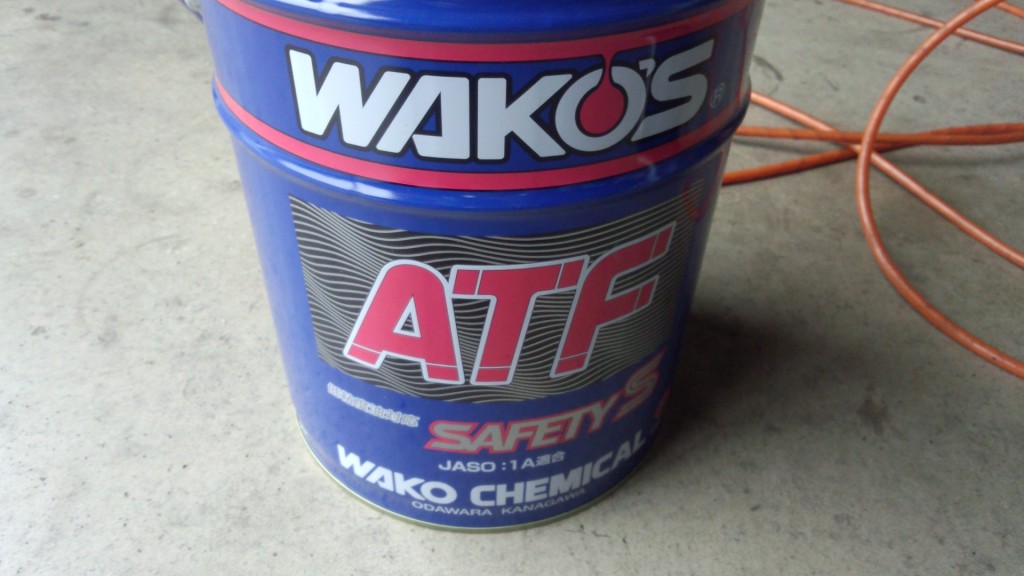 WAKO'S ®
ATF
SAFETY S
JASO : 1A適合
WAKO CHEMICAL
ODAWARA KANAGAWA